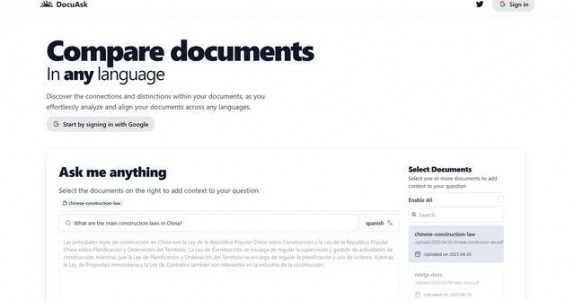 DocuAsk
Sign in
Compare documents
In any language
Discover the connections and distinctions within your documents, as you
effortlessly analyze and align your documents across any languages.
Start by signing in with Google
Ask me anything
Select the documents on the right to add context to your question.
chinese-construction-law
What are the main construction laws in China?
spanish
Las principales leyes de construcción en China son la Ley de la República Popular China sobre Construcción y la Ley de la República Popular
China sobre Planificación y Ordenación del Territorio. La Ley de Construcción se encarga de regular la supervisión y gestión de actividades de
construcción, mientras que la Ley de Planificación y Ordenación del Territorio se encarga de regular la planificación y uso de la tierra. Además,
la Ley de Propiedad Inmobiliaria y la Ley de Contratos también son relevantes en la industria de la construcción.
Select Documents
Select one or more documents to add
context to your question
Enable All
Search
chinese-construction-law
Uploaded on 2023-04-20
nextjs-docs